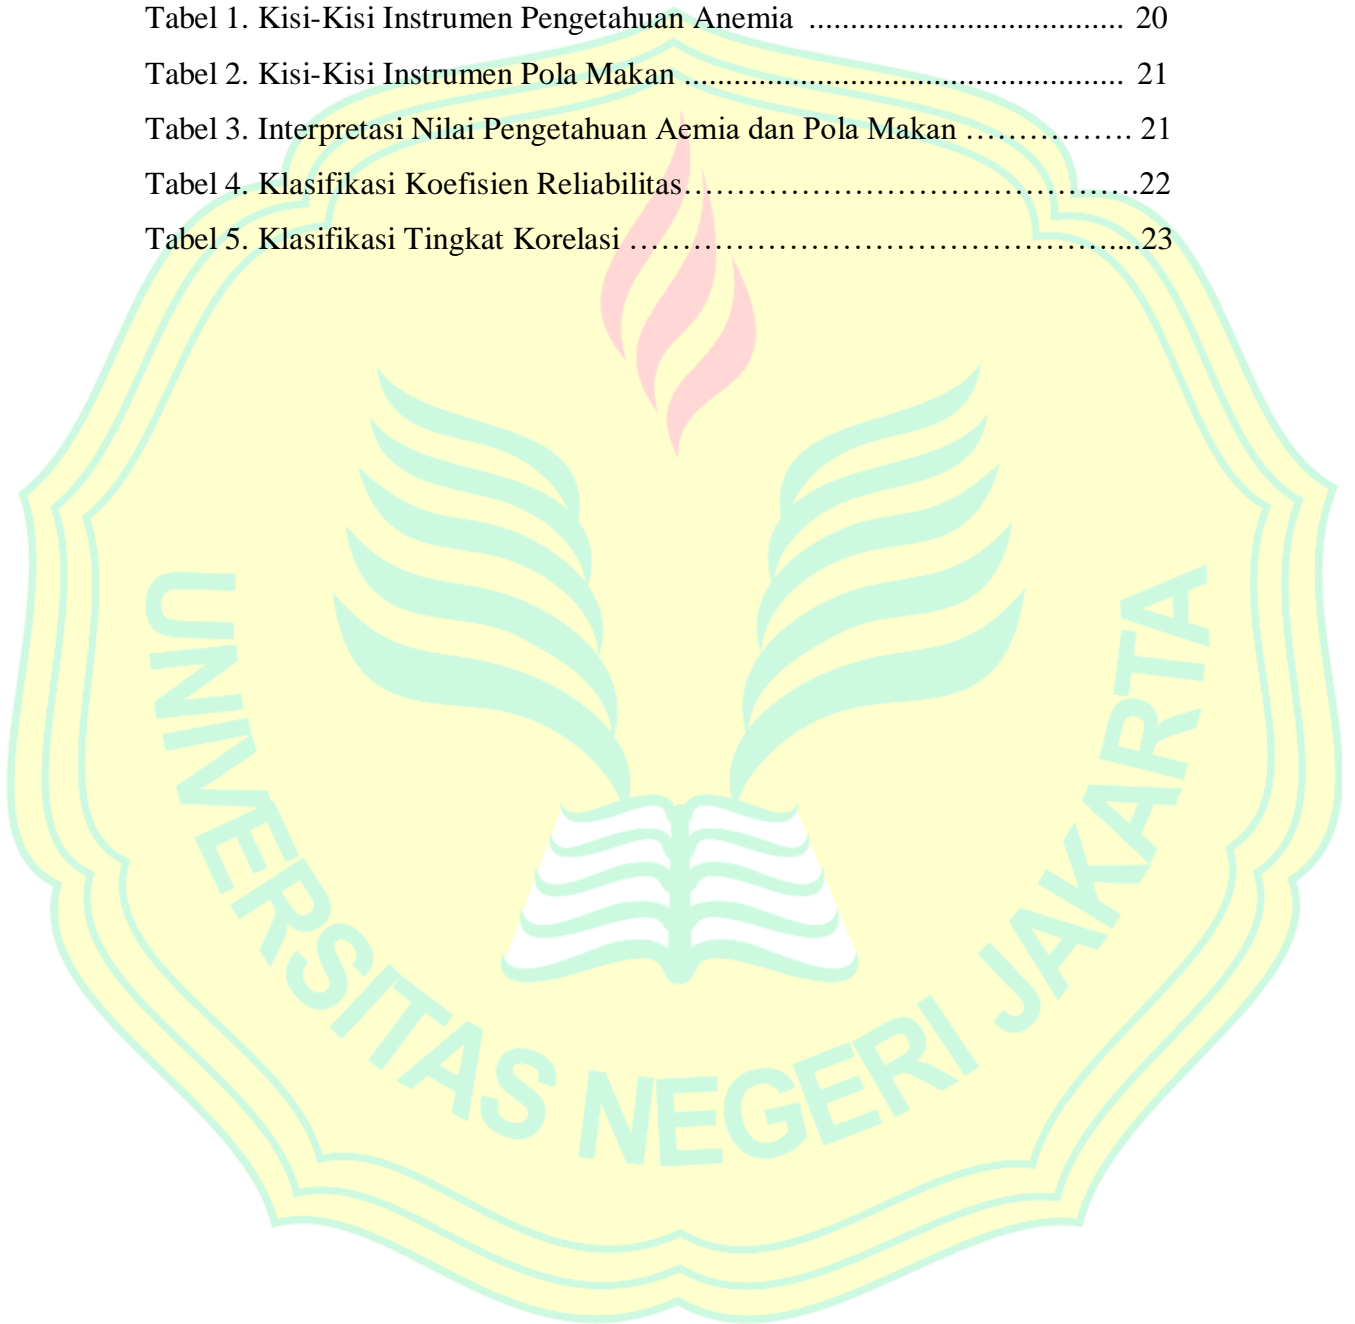 Tabel 1. Kisi-Kisi Instrumen Pengetahuan Anemia ................................... 20
Tabel 2. Kisi-Kisi Instrumen Pola Makan ................................................. 21
Tabel 3. Interpretasi Nilai Pengetahuan Aemia dan Pola Makan ……………. 21
Tabel 4. Klasifikasi Koefisien Reliabilitas…………………………………….22
Tabel 5. Klasifikasi Tingkat Korelasi ………………………………………....23
UNIVERSITAS NEGERI JAKARTA